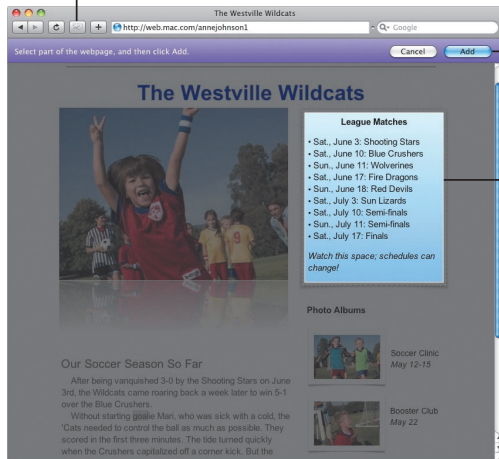 The Westville Wildcats
http://web.mac.com/annejohnson1
Google
Select part of the webpage, and then click Add.
Cancel
Add
The Westville Wildcats
League Matches
• Sat., June 3: Shooting Stars
• Sat., June 10: Blue Crushers
• Sun., June 11: Wolverines
• Sat., June 17: Fire Dragons
• Sun., June 18: Red Devils
• Sat., July 3: Sun Lizards
• Sat., July 10: Semi-finals
• Sun., July 11: Semi-finals
• Sat., July 17: Finals
Watch this space; schedules can
change!
9
Photo Albums
Soccer Clinic
May 12-15
Booster Club
May 22
Our Soccer Season So Far
After being vanquished 3-0 by the Shooting Stars on June
3rd, the Wildcats came roaring back a week later to win 5-1
over the Blue Crushers.
Without starting goalie Mari, who was sick with a cold, the
'Cats needed to control the ball as much as possible. They
scored in the first three minutes. The tide turned quickly
when the Crushers capitalized off a corner kick. But the